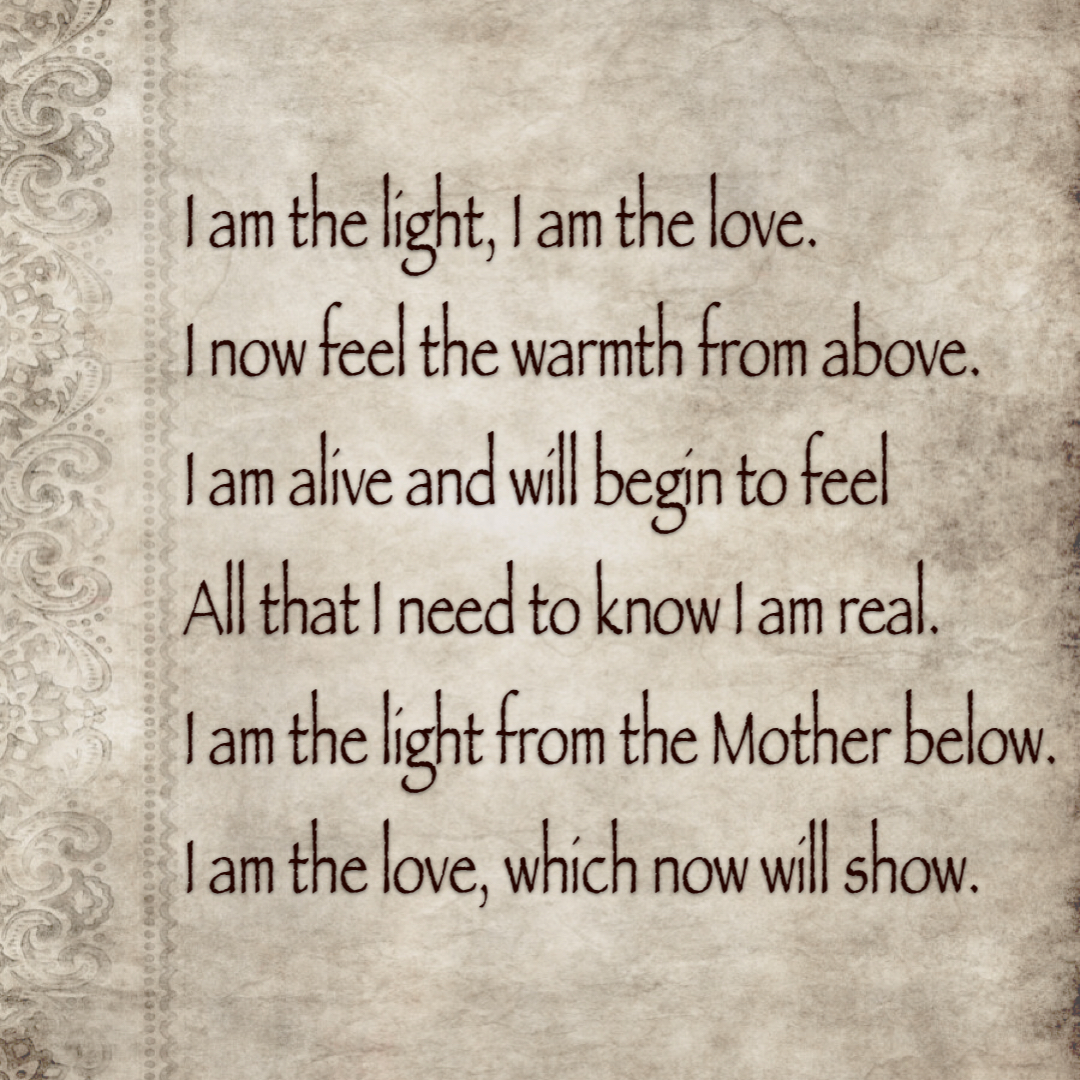 I am the light, I am the love.
I now feel the warmth from above.
I am alive and will begin to feel
All that I need to know I am real.
I am the light from the Mother below.
I am the love, which now will show.